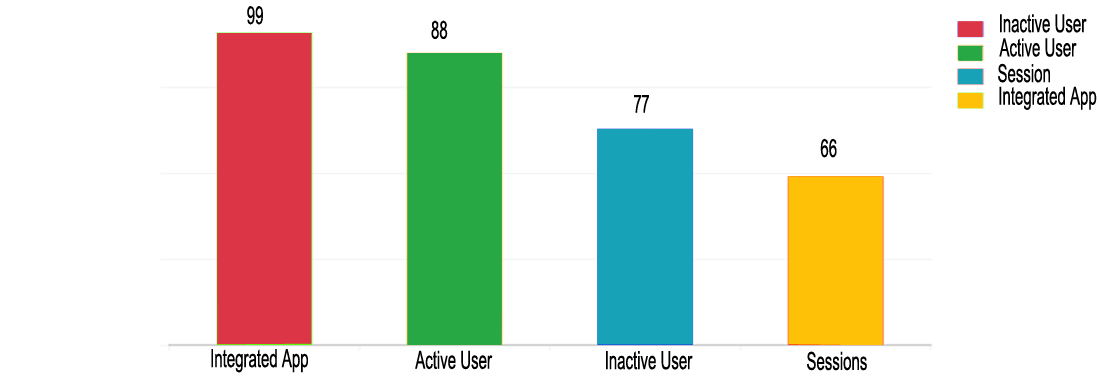 99
88
77
66
Integrated App
Active User
Inactive User
Sessions
Inactive User
Active User
Session
Integrated App